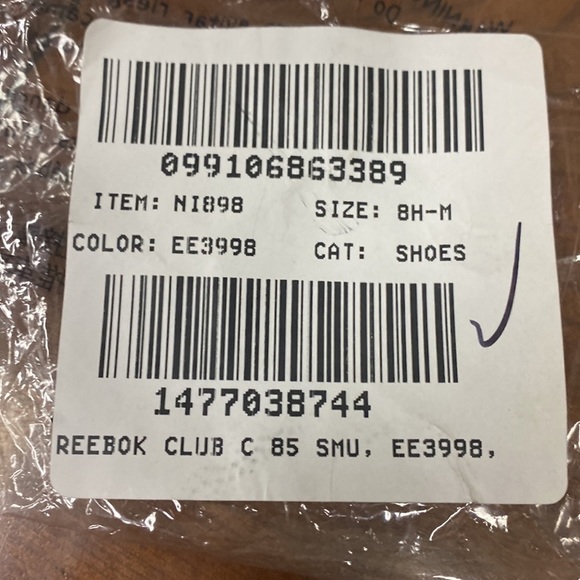 099106863389
ITEM: NI898 SIZE: 8H-M
COLOR: EE3998 CAT: SHOES
1477038744
REEBOK CLUB C 85 SMU, EE3998,